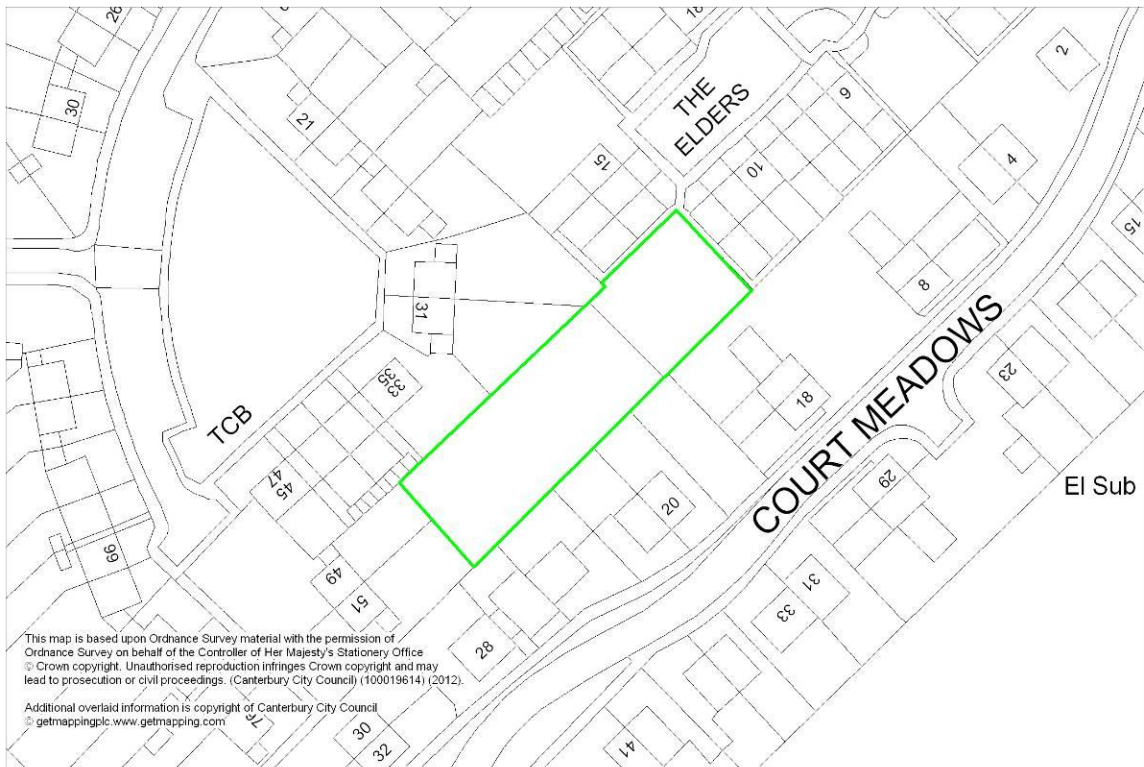 26
18
2
30
THE
ELDERS
9
21
15
10
4
15
8
31
COURT MEADOWS
23
335
18
TCB
47
45
20
29
El Sub
66
49
51
31
33
28
This map is based upon Ordnance Survey material with the permission of
Ordnance Survey on behalf of the Controller of Her Majesty's Stationery Office
© Crown copyright. Unauthorised reproduction infringes Crown copyright and may
lead to prosecution or civil proceedings. (Canterbury City Council) (100019614) (2012).
Additional overlaid information is copyright of Canterbury City Council
© getmappingplc.www.getmapping.com
76
30
32
41